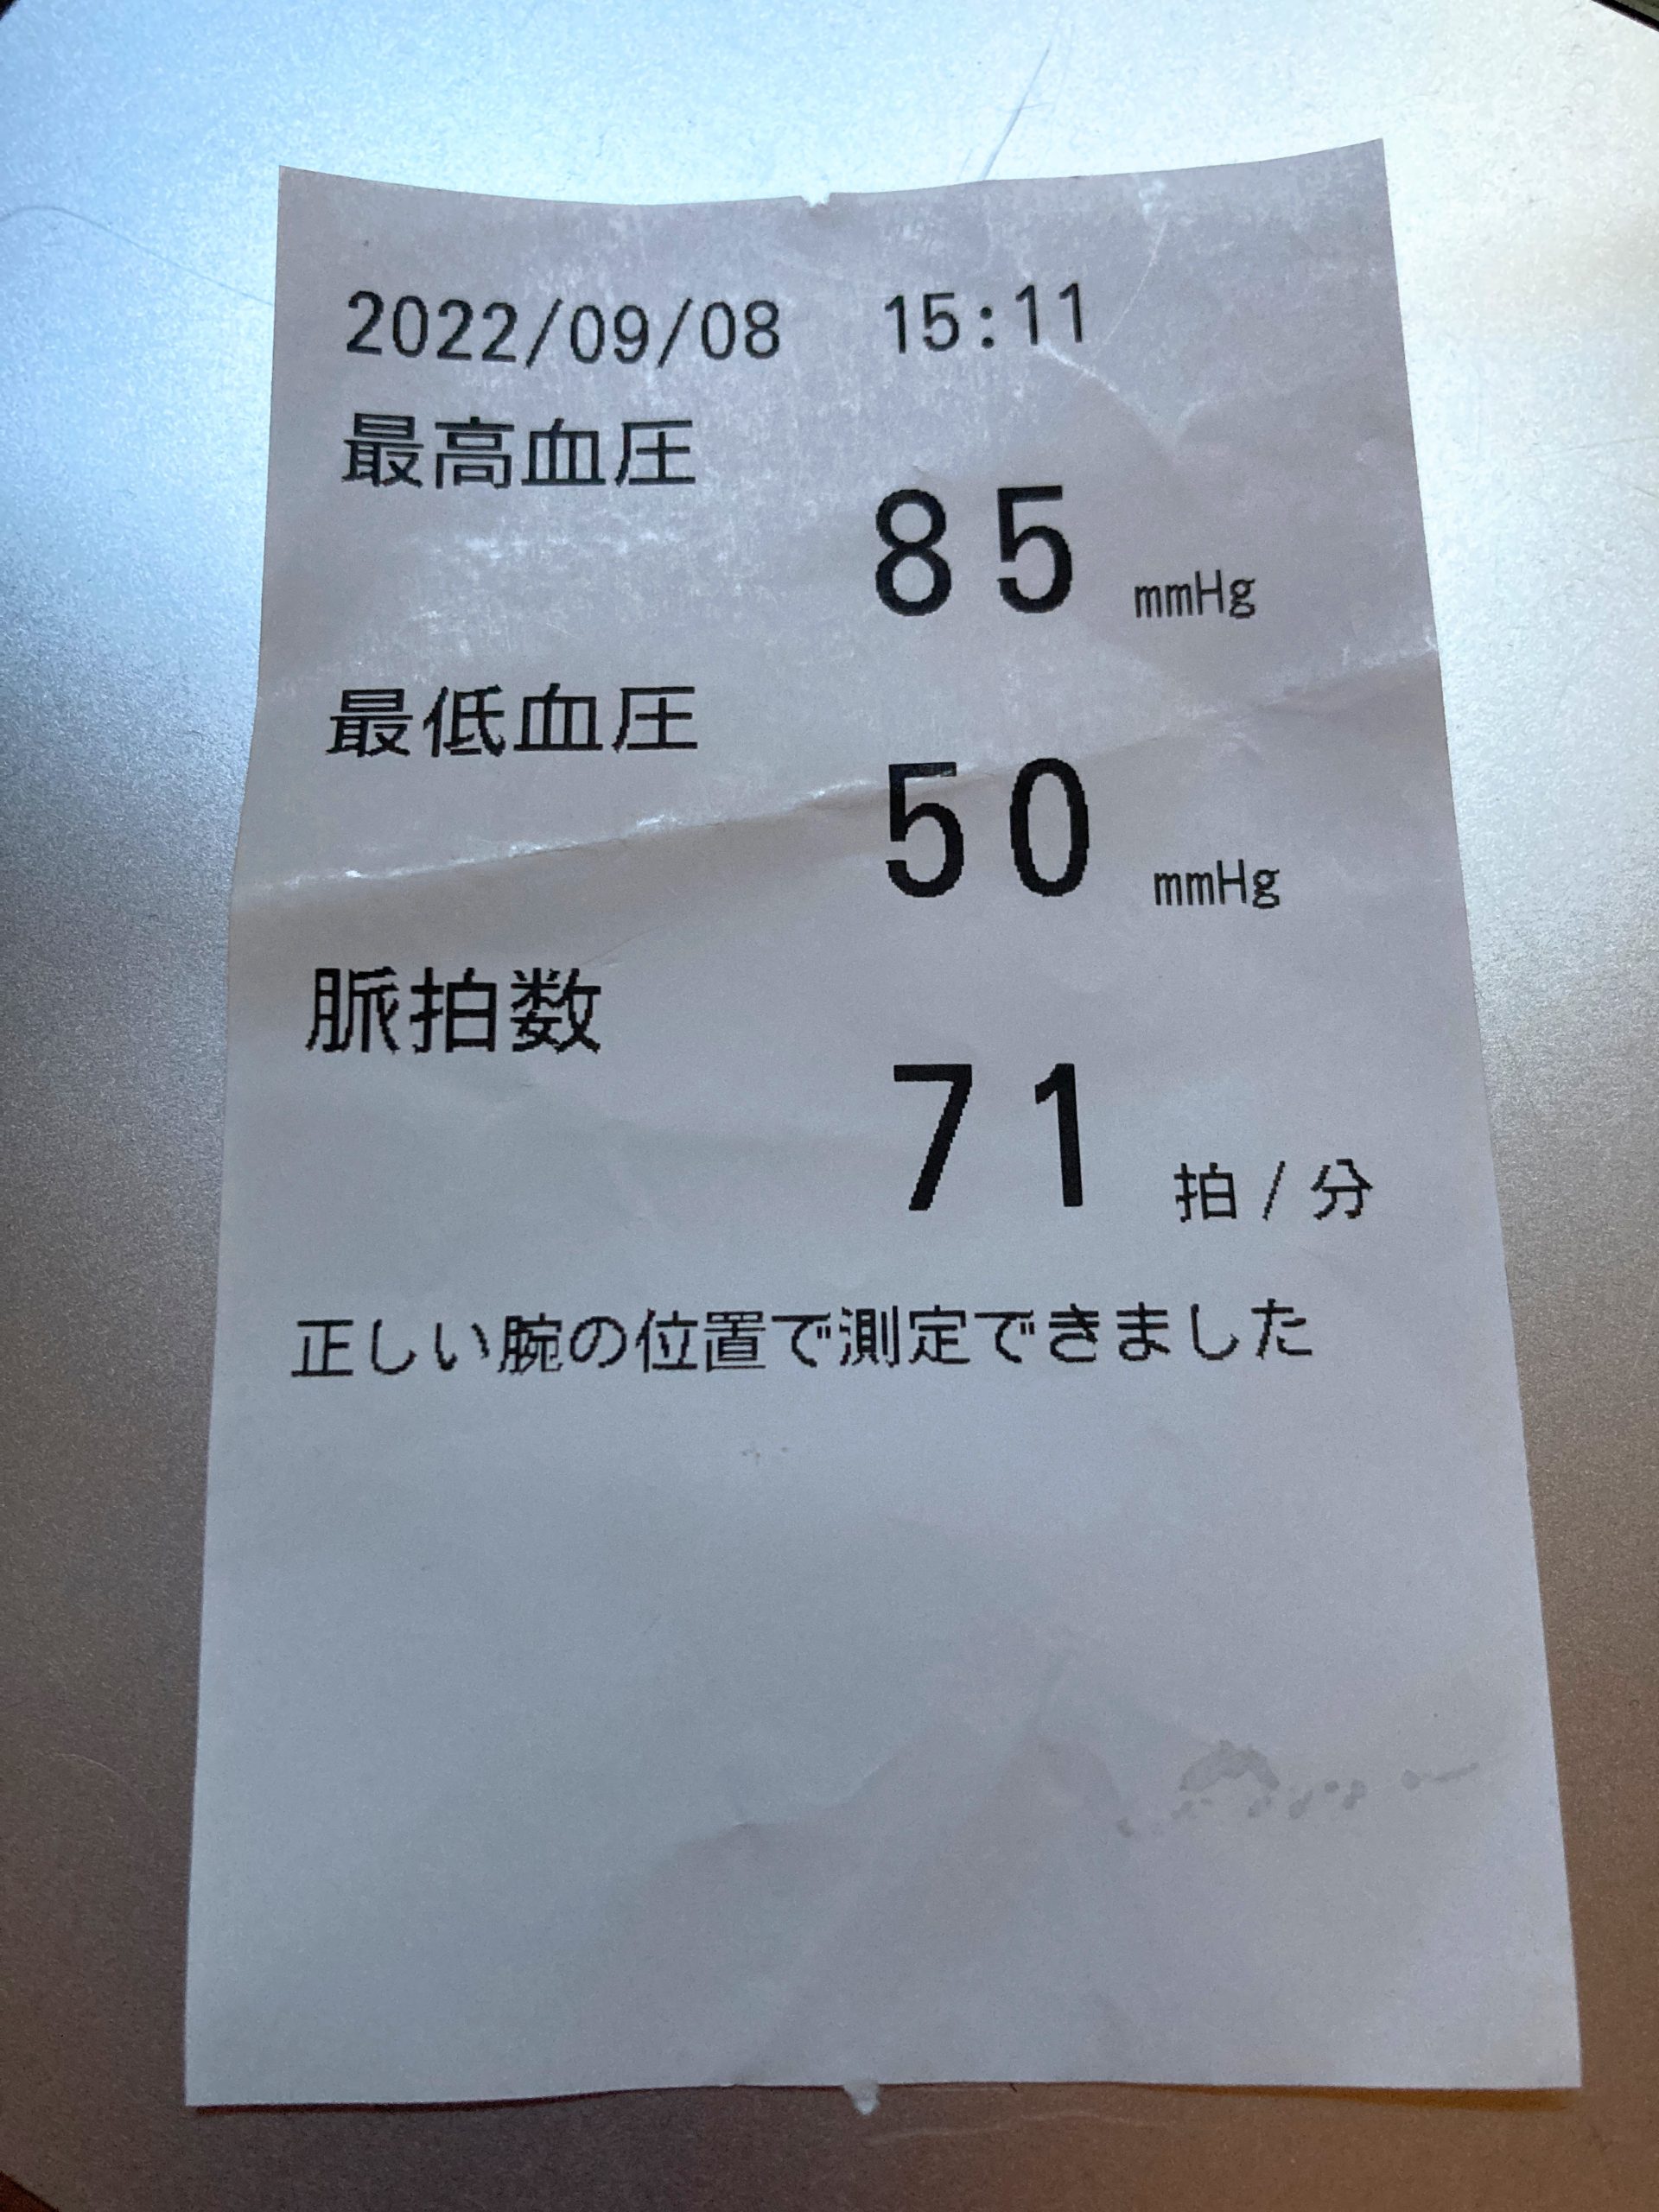 2022/09/08 15:11
最高血圧
85 mmHg
最低血圧
50 mmHg
脈拍数
71 拍/分
正しい腕の位置で測定できました